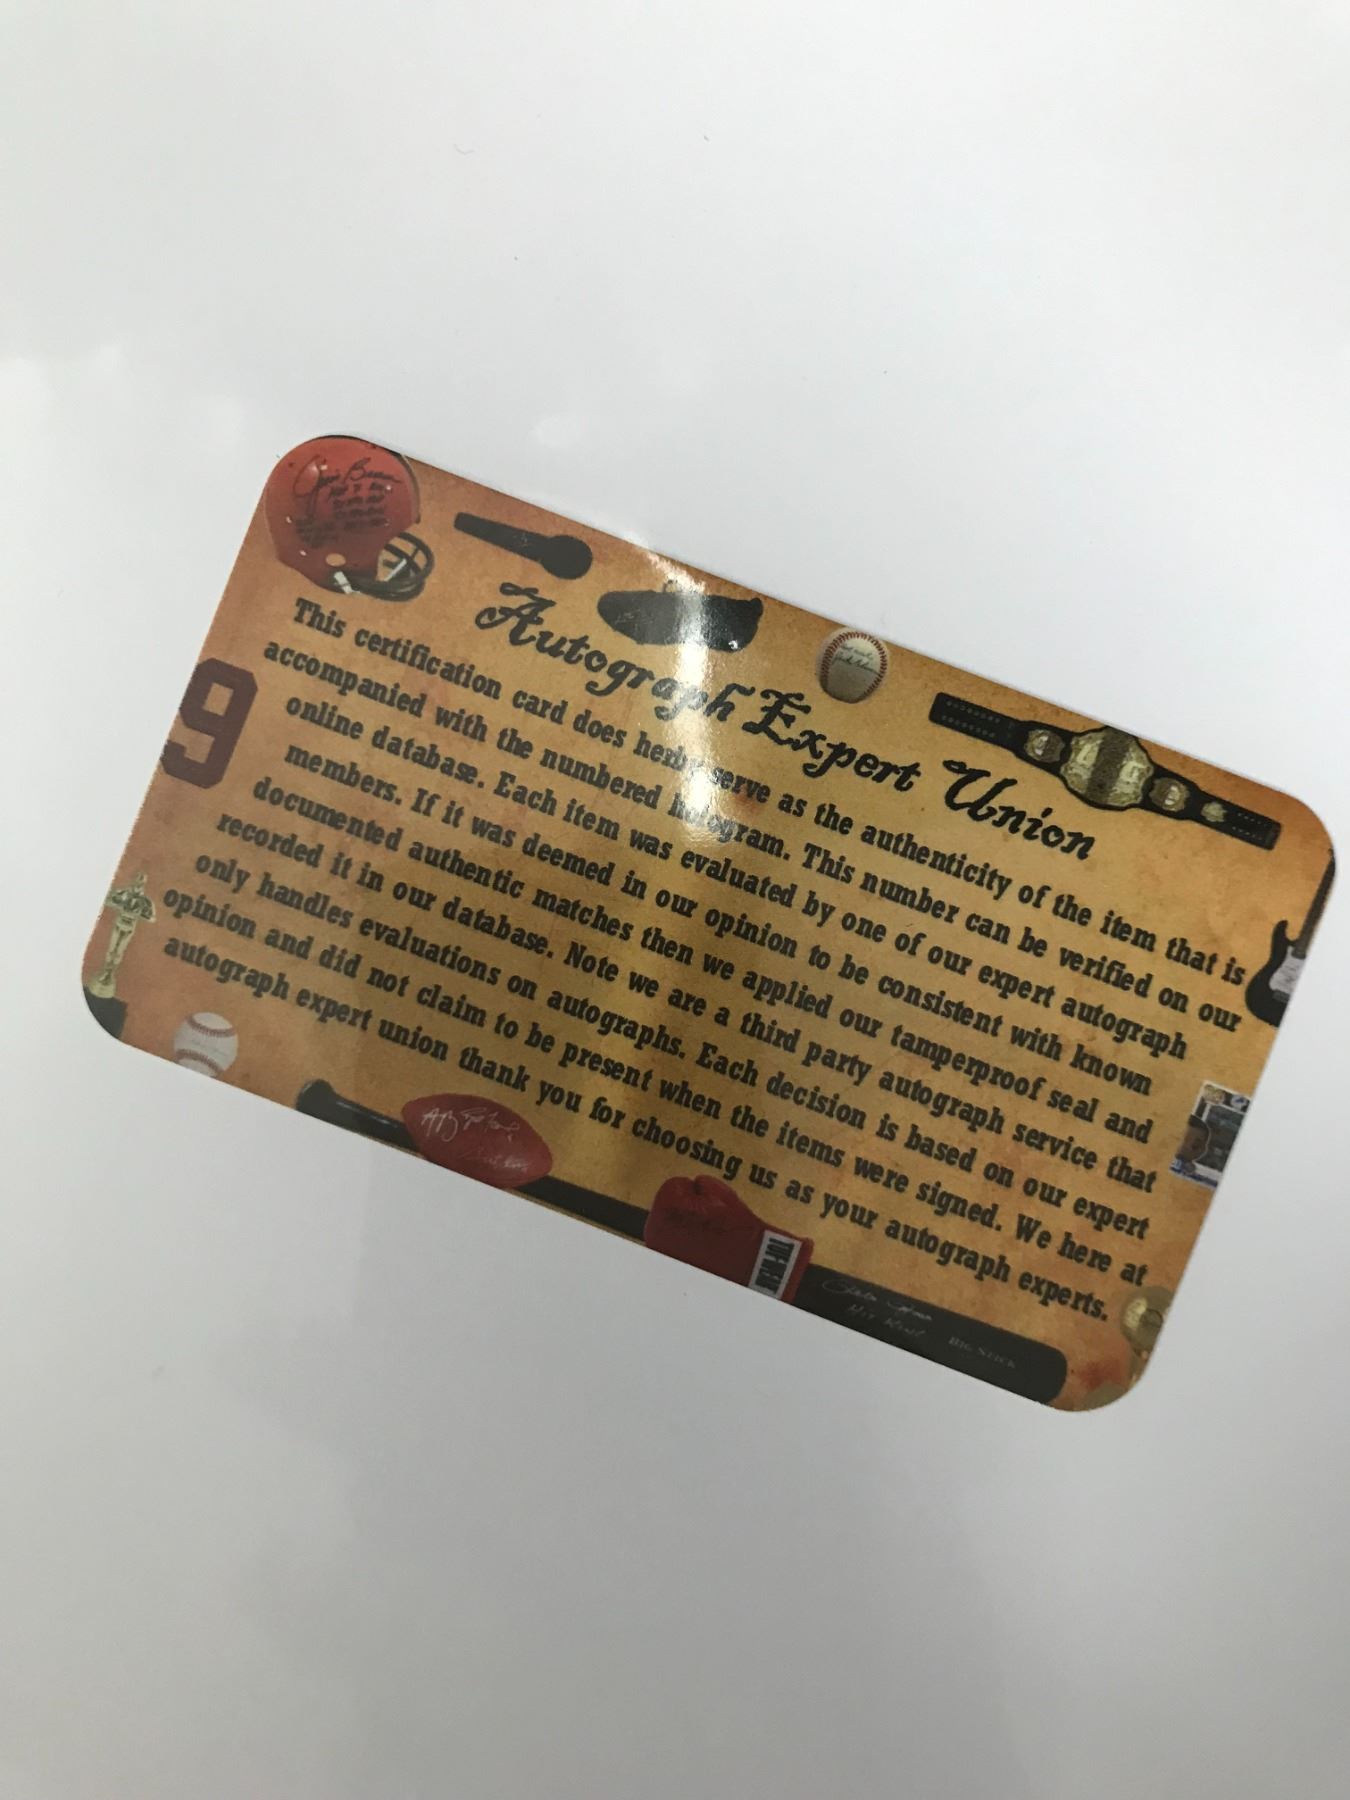 Autograph Expert Union
This certification card does herby serve as the authenticity of the item that is
accompanied with the numbered hologram. This number can be verified on our
online database. Each item was evaluated by one of our expert autograph
members. If it was deemed in our opinion to be consistent with known
documented authentic matches then we applied our tamperproof seal and
recorded it in our database. Note we are a third party autograph service that
only handles evaluations on autographs. Each decision is based on our expert
opinion and did not claim to be present when the items were signed. We here at
autograph expert union thank you for choosing us as your autograph experts.
9
Hit King
Big Stick